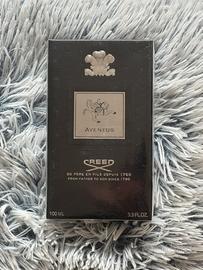 AVENTUS
CREED
DE PÈRE EN FILS DEPUIS 1760
FROM FATHER TO SON SINCE 1760
100 ML
3.3 FL.OZ.